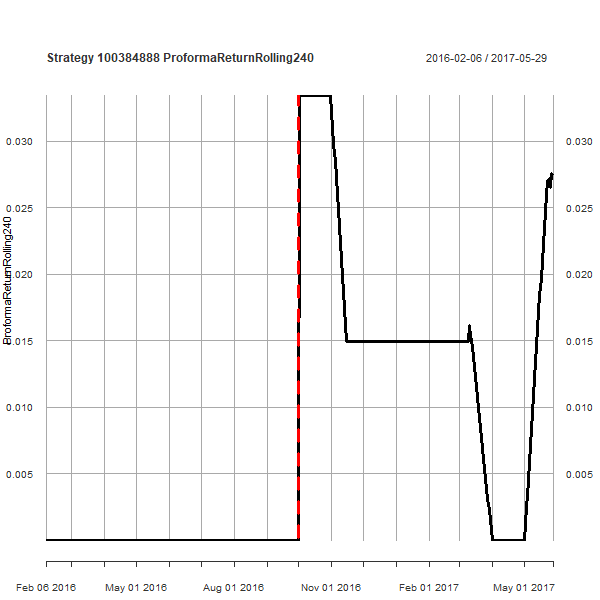 Strategy 100384888 ProformaReturnRolling240
2016-02-06 / 2017-05-29
ProformaReturnRolling240
0.030 0.030
0.025 0.025
0.020 0.020
0.015 0.015
0.010 0.010
0.005 0.005
Feb 06 2016 May 01 2016 Aug 01 2016 Nov 01 2016 Feb 01 2017 May 01 2017